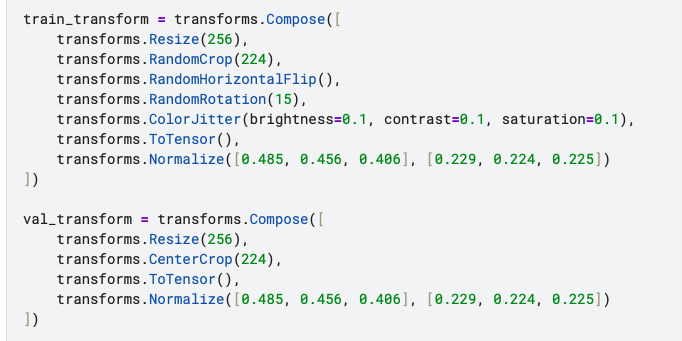 train_transform = transforms.Compose([
    transforms.Resize(256),
    transforms.RandomCrop(224),
    transforms.RandomHorizontalFlip(),
    transforms.RandomRotation(15),
    transforms.ColorJitter(brightness=0.1, contrast=0.1, saturation=0.1),
    transforms.ToTensor(),
    transforms.Normalize([0.485, 0.456, 0.406], [0.229, 0.224, 0.225])
])

val_transform = transforms.Compose([
    transforms.Resize(256),
    transforms.CenterCrop(224),
    transforms.ToTensor(),
    transforms.Normalize([0.485, 0.456, 0.406], [0.229, 0.224, 0.225])
])